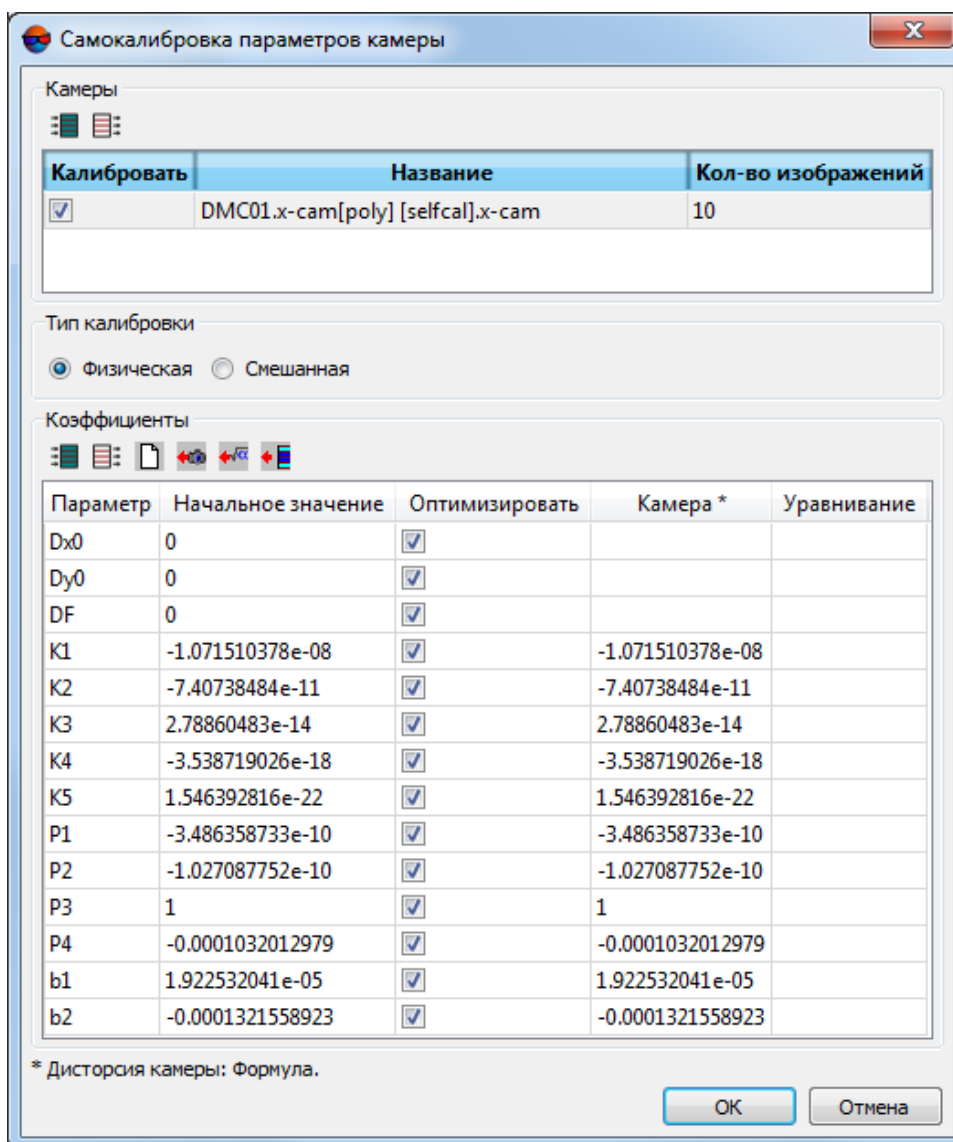 Самокалибровка параметров камеры
Камеры
Калибровать Название Кол-во изображений
DMC01.x-cam[poly] [selfcal].x-cam 10
Тип калибровки
Физическая Смешанная
Коэффициенты
Параметр Начальное значение Оптимизировать Камера * Уравнивание
Dx0 0
Dy0 0
DF 0
K1 -1.071510378e-08 -1.071510378e-08
K2 -7.40738484e-11 -7.40738484e-11
K3 2.78860483e-14 2.78860483e-14
K4 -3.538719026e-18 -3.538719026e-18
K5 1.546392816e-22 1.546392816e-22
P1 -3.486358733e-10 -3.486358733e-10
P2 -1.027087752e-10 -1.027087752e-10
P3 1 1
P4 -0.0001032012979 -0.0001032012979
b1 1.922532041e-05 1.922532041e-05
b2 -0.0001321558923 -0.0001321558923
* Дисторсия камеры: Формула.
OK Отмена